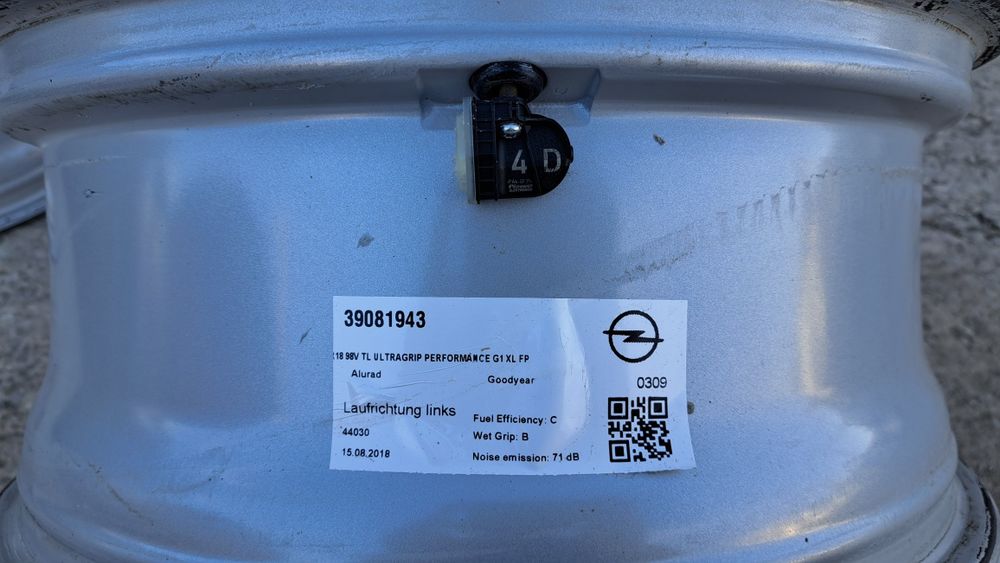 4 D
39081943
18 98V TL ULTRAGRIP PERFORMANCE G1 XL FP
Alurad
Goodyear
0309
Laufrichtung links
Fuel Efficiency: C
44030
Wet Grip: B
15.08.2018
Noise emission: 71 dB